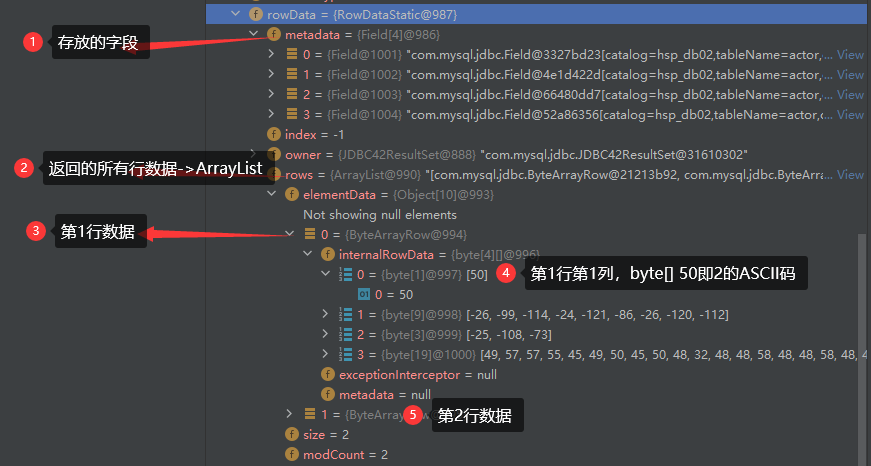 rowData = {RowDataStatic@987}
1 存放的字段
metadata = {Field[4]@986}
0 = {Field@1001} "com.mysql.jdbc.Field@3327bd23[catalog=hsp_db02,tableName=actor,... View
1 = {Field@1002} "com.mysql.jdbc.Field@4e1d422d[catalog=hsp_db02,tableName=actor,... View
2 = {Field@1003} "com.mysql.jdbc.Field@66480dd7[catalog=hsp_db02,tableName=actor,... View
3 = {Field@1004} "com.mysql.jdbc.Field@52a86356[catalog=hsp_db02,tableName=actor,... View
index = -1
owner = {JDBC42ResultSet@888} "com.mysql.jdbc.JDBC42ResultSet@31610302"
2 返回的所有行数据->ArrayList
rows = {ArrayList@990} "[com.mysql.jdbc.ByteArrayRow@21213b92, com.mysql.jdbc.ByteArra... View
elementData = {Object[10]@993}
Not showing null elements
3 第1行数据
0 = {ByteArrayRow@994}
internalRowData = {byte[4][]@996}
0 = {byte[1]@997} [50]
4 第1行第1列，byte[] 50即2的ASCII码
01 0 = 50
1 = {byte[9]@998} [-26, -99, -114, -24, -121, -86, -26, -120, -112]
2 = {byte[3]@999} [-25, -108, -73]
3 = {byte[19]@1000} [49, 57, 57, 55, 45, 49, 50, 45, 50, 48, 32, 48, 48, 58, 48, 48, 58, 48, 4
exceptionInterceptor = null
metadata = null
1 = {ByteArrayRow@
5 第2行数据
size = 2
modCount = 2